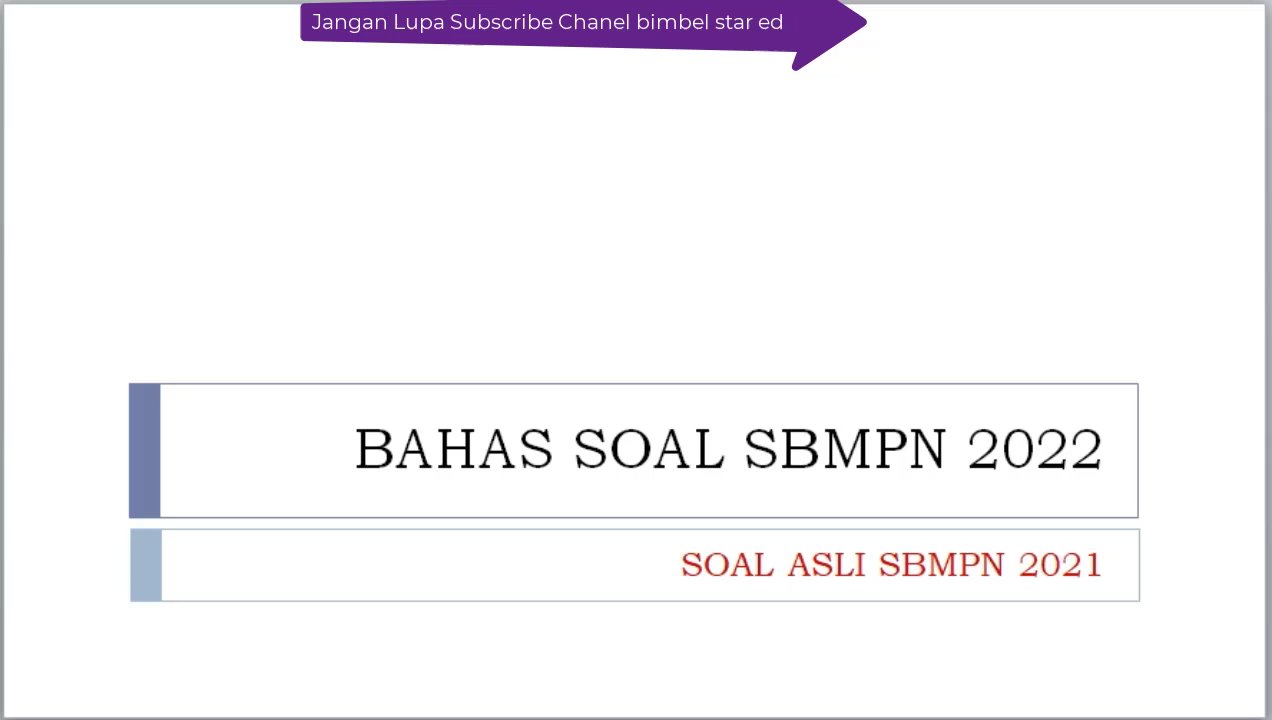 Jangan Lupa Subscribe Chanel bimbel star ed
BAHAS SOAL SBMPN 2022
SOAL ASLI SBMPN 2021